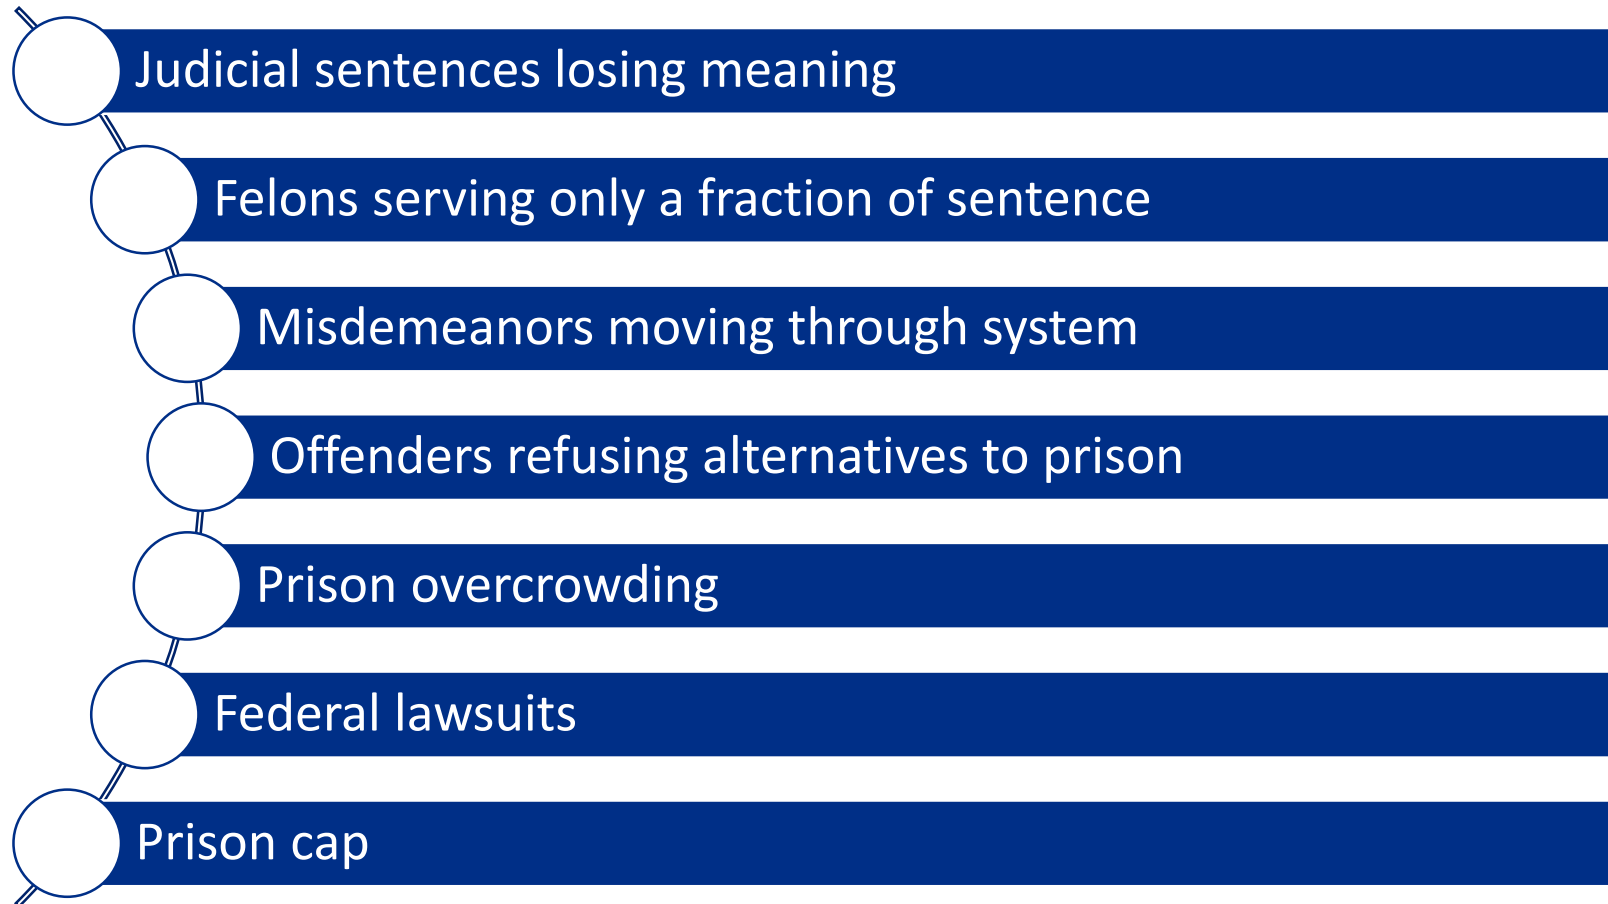 Judicial sentences losing meaning
Felons serving only a fraction of sentence
Misdemeanors moving through system
Offenders refusing alternatives to prison
Prison overcrowding
Federal lawsuits
Prison cap